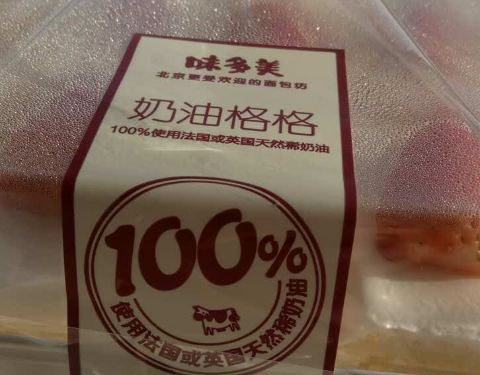 味多美
北京更受欢迎的面包坊
奶油格格
100%使用法国或英国天然稀奶油
100%
使用法国或英国天然稀奶油